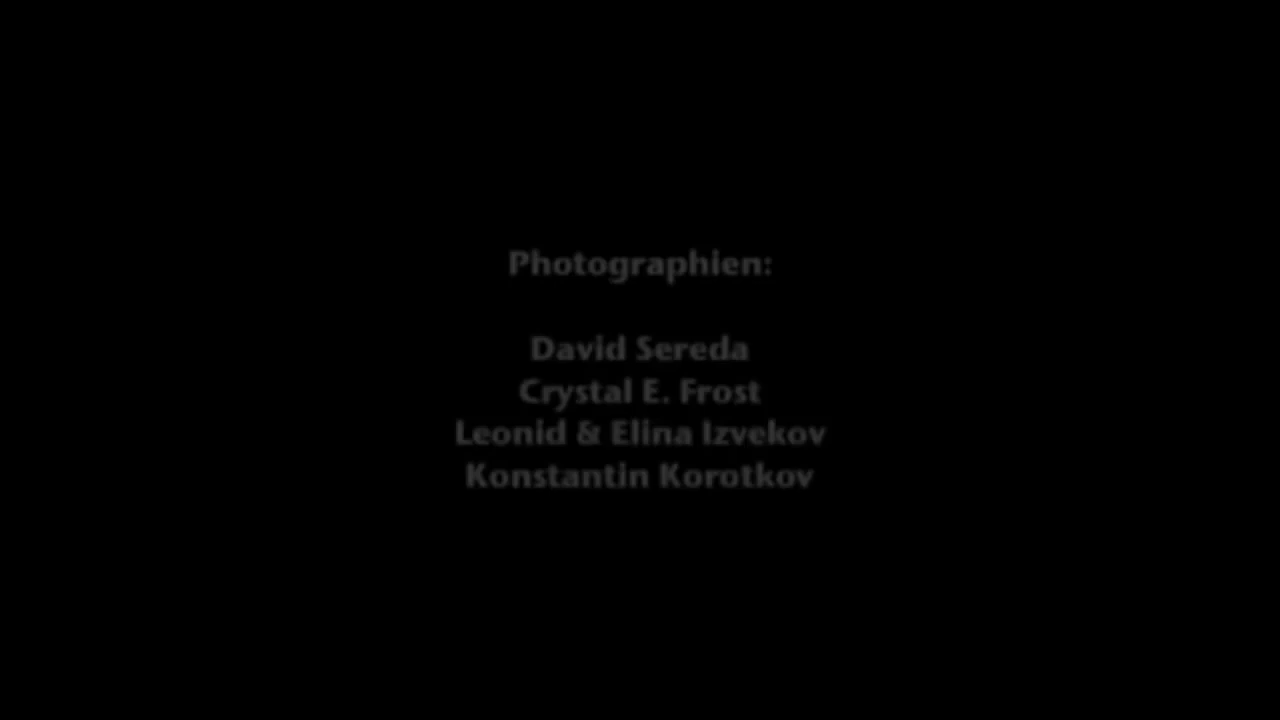 Photographien:
David Sereda
Crystal E. Frost
Leonid & Elina Izvekov
Konstantin Korotkov